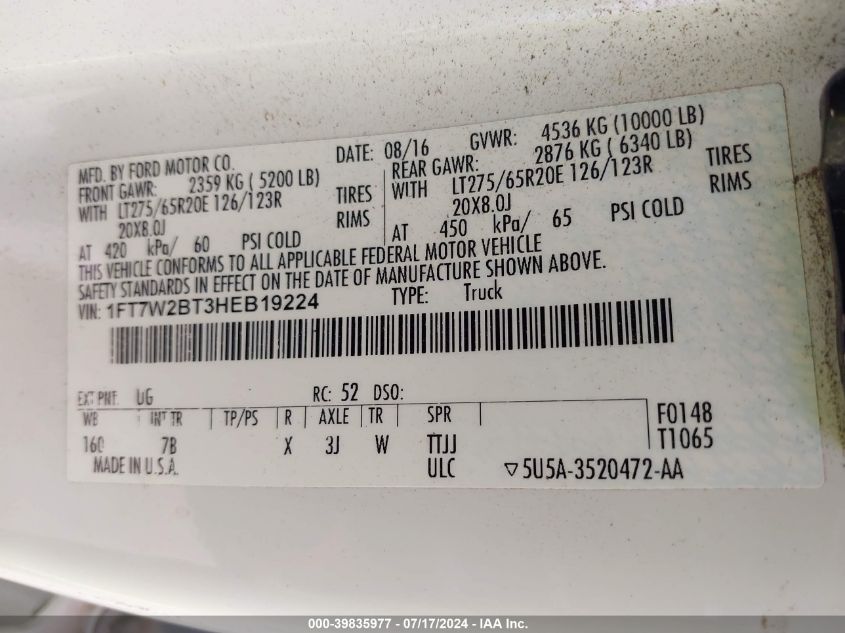 MFD. BY FORD MOTOR CO. DATE: 08/16 GVWR: 4536 KG (10000 LB)
FRONT GAWR: 2359 KG ( 5200 LB) REAR GAWR: 2876 KG ( 6340 LB)
WITH LT275/65R20E 126/123R TIRES WITH LT275/65R20E 126/123R TIRES
20X8.0J RIMS 20X8.0J RIMS
AT 420 kPa/ 60 PSI COLD AT 450 kPa/ 65 PSI COLD
THIS VEHICLE CONFORMS TO ALL APPLICABLE FEDERAL MOTOR VEHICLE
SAFETY STANDARDS IN EFFECT ON THE DATE OF MANUFACTURE SHOWN ABOVE.
VIN: 1FT7W2BT3HEB19224 TYPE: Truck
EXT PNT: UG RC: 52 DSO:
WB INT TR TP/PS R AXLE TR SPR F0148
160 7B X 3J W TTJJ T1065
MADE IN U.S.A. ULC ▽5U5A-3520472-AA
000-39835977 - 07/17/2024 - IAA Inc.